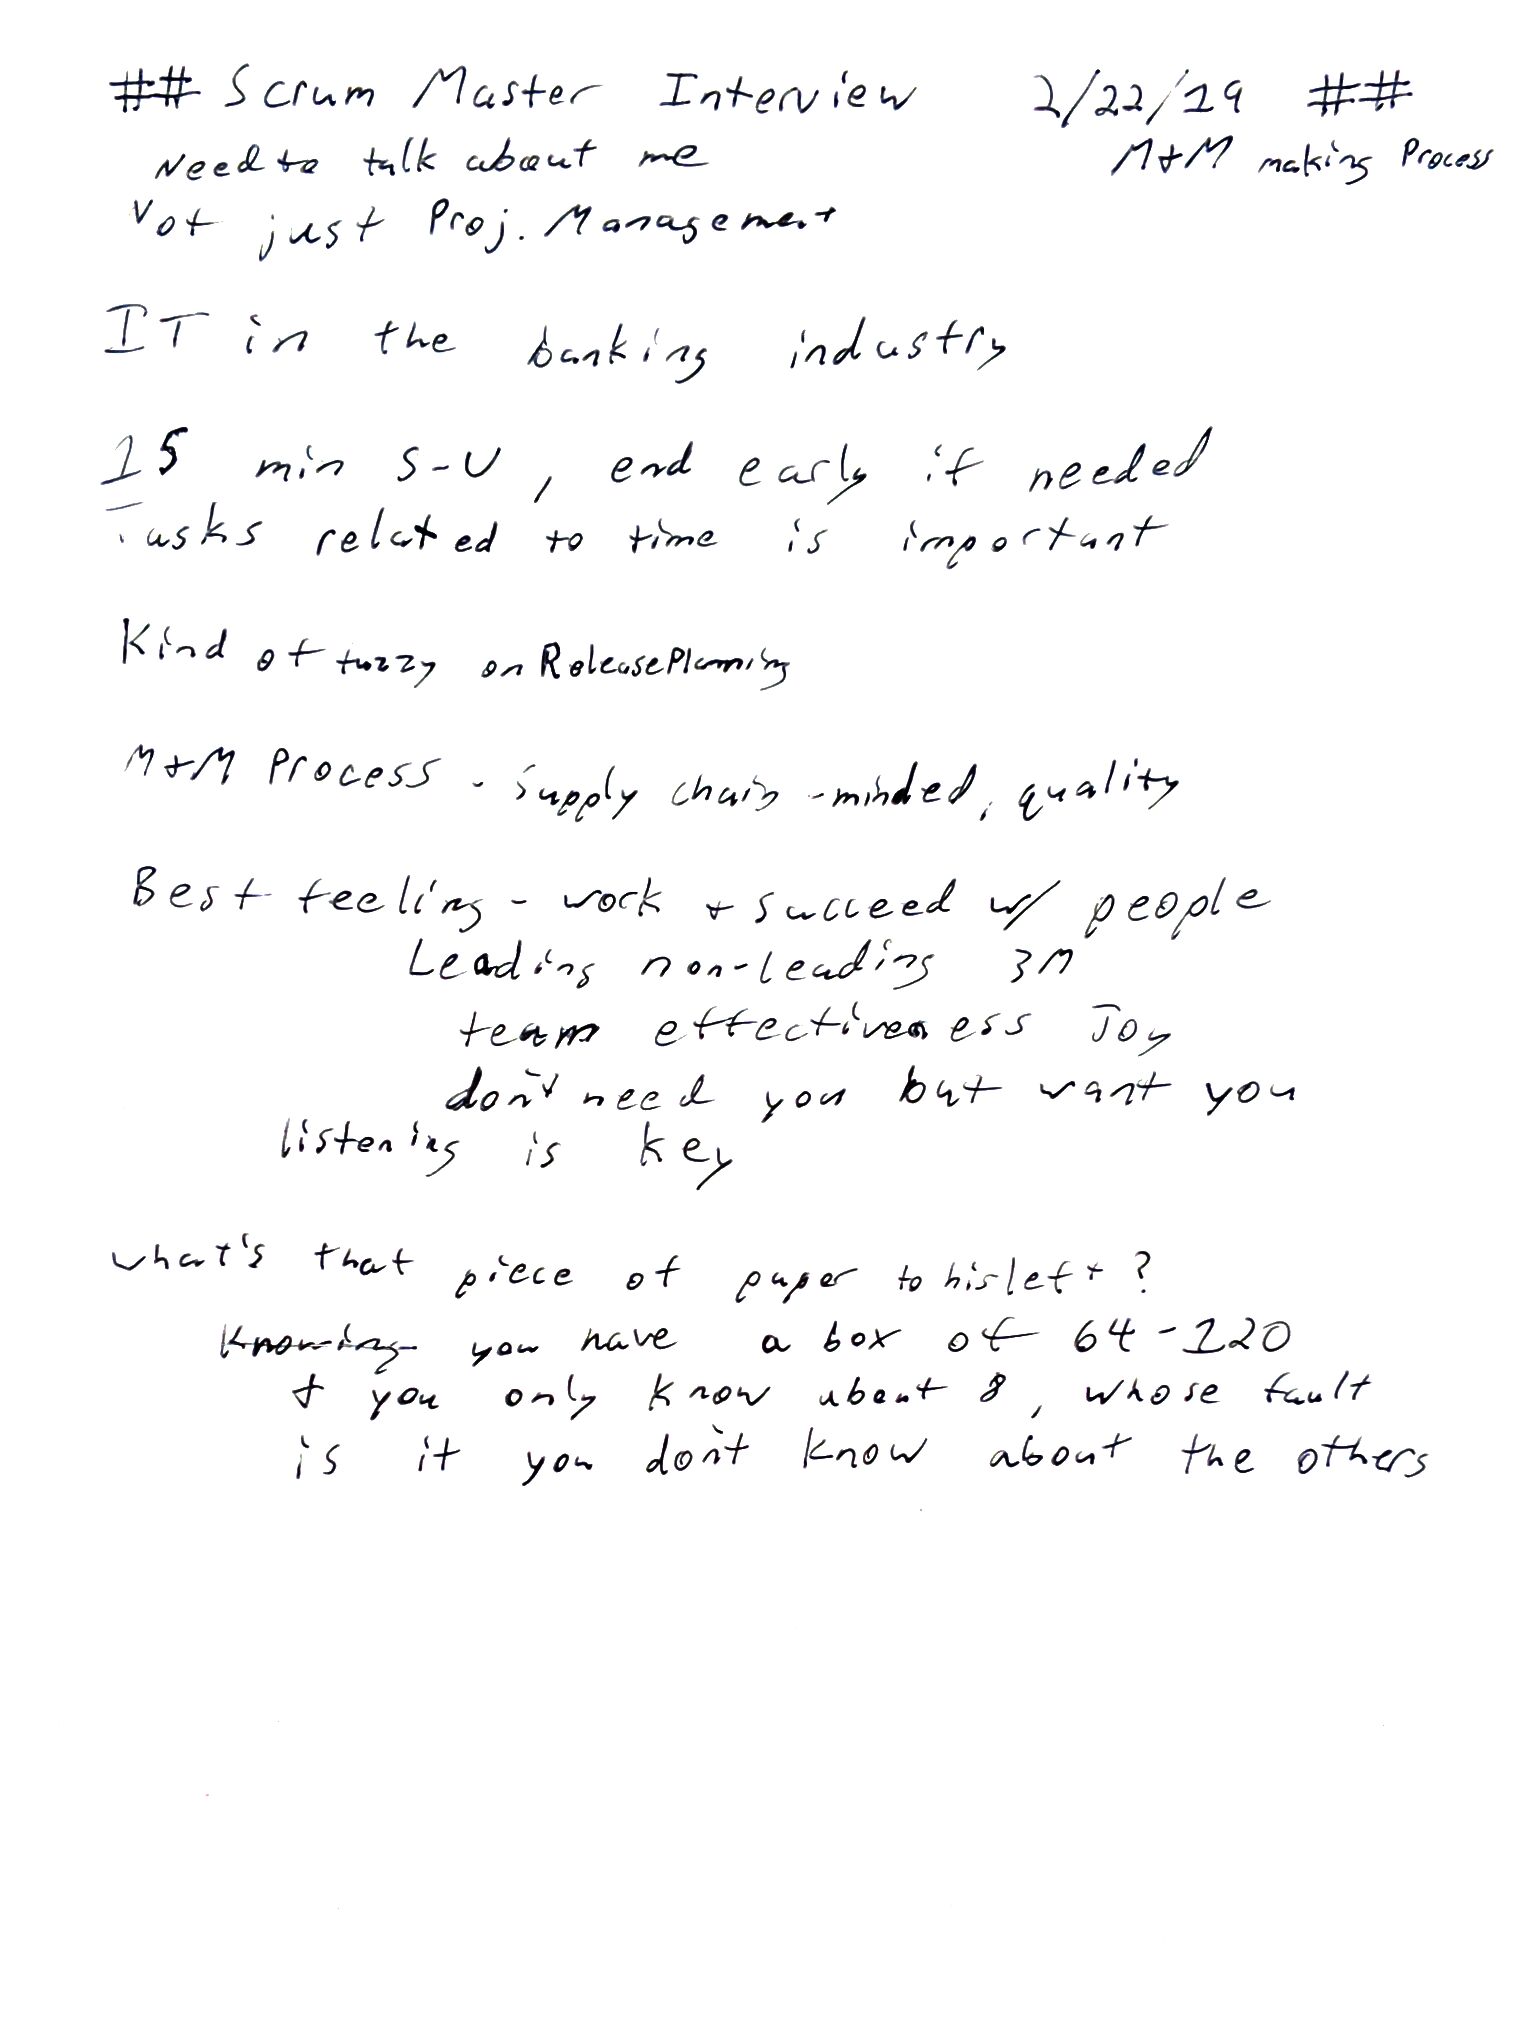 ## Scrum Master Interview 2/22/19 ##
Need to talk about me M+M making Process
Not just Proj. Management
IT in the banking industry
15 min S-U, end early if needed
Tasks related to time is important
Kind of fuzzy on Release Planning
M+M Process - supply chain-minded, quality
Best feeling - work + succeed w/ people
Leading non-leading 3M
team effectiveness Joy
don't need you but want you
listening is key
what's that piece of paper to his left?
Knowing you have a box of 64-120
+ you only know about 8, whose fault
is it you don't know about the others